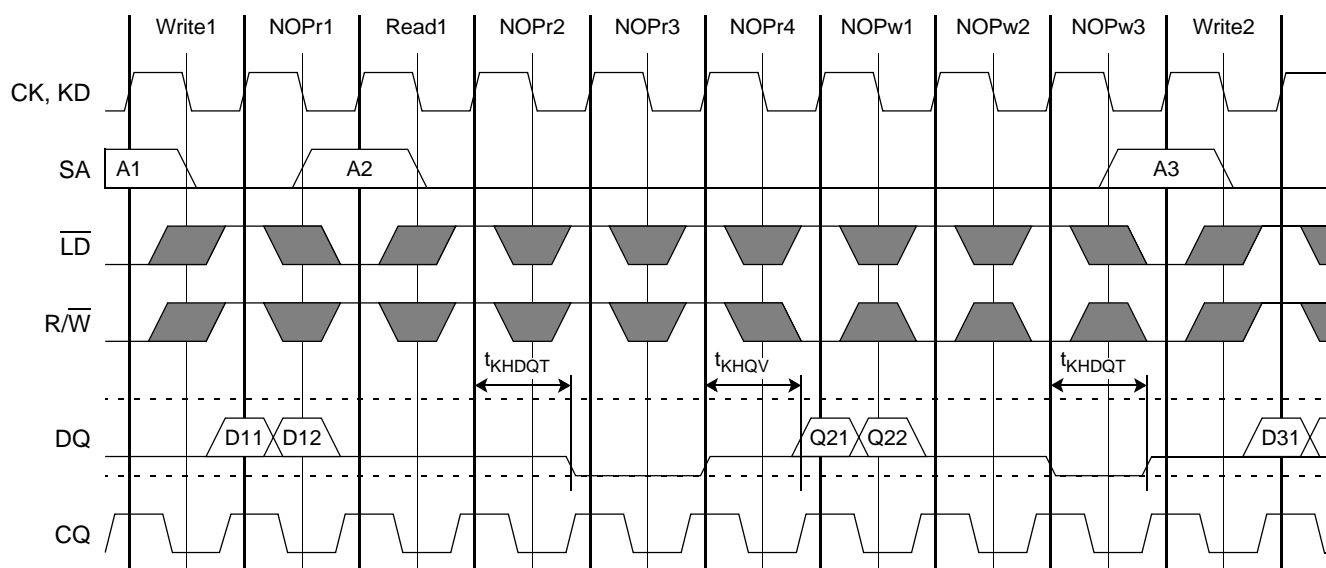 Write1 NOPr1 Read1 NOPr2 NOPr3 NOPr4 NOPw1 NOPw2 NOPw3 Write2
CK, KD
SA A1 A2 A3
LD
R/W
tKHDQT tKHQV tKHDQT
DQ D11 D12 Q21 Q22 D31
CQ